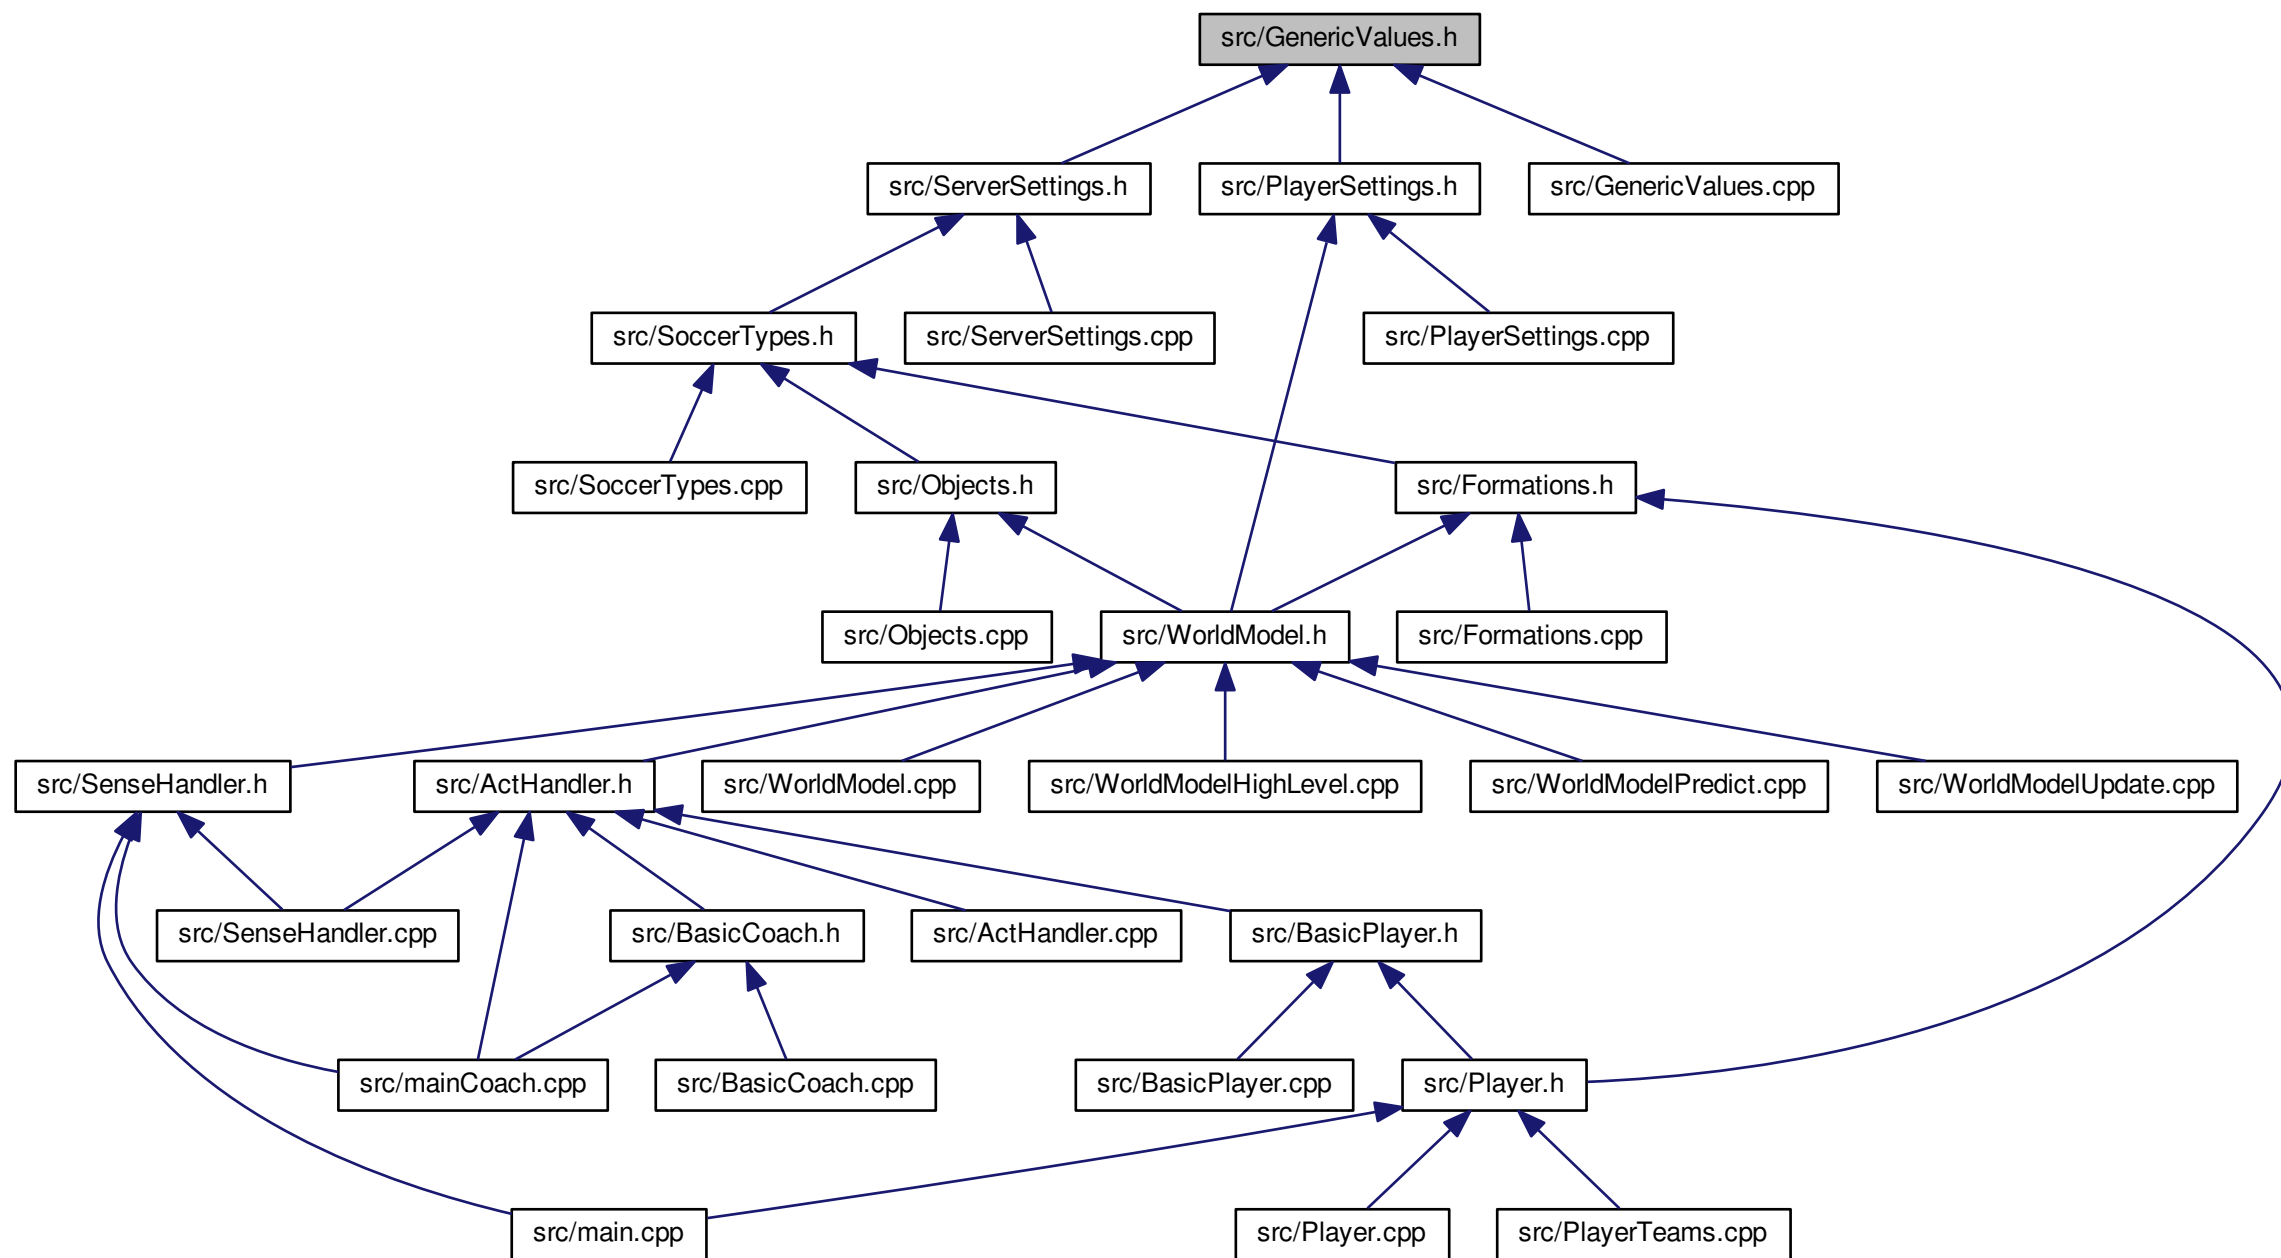 src/GenericValues.h
src/ServerSettings.h
src/PlayerSettings.h
src/GenericValues.cpp
src/SoccerTypes.h
src/ServerSettings.cpp
src/PlayerSettings.cpp
src/SoccerTypes.cpp
src/Objects.h
src/Formations.h
src/Objects.cpp
src/WorldModel.h
src/Formations.cpp
src/SenseHandler.h
src/ActHandler.h
src/WorldModel.cpp
src/WorldModelHighLevel.cpp
src/WorldModelPredict.cpp
src/WorldModelUpdate.cpp
src/SenseHandler.cpp
src/BasicCoach.h
src/ActHandler.cpp
src/BasicPlayer.h
src/mainCoach.cpp
src/BasicCoach.cpp
src/BasicPlayer.cpp
src/Player.h
src/main.cpp
src/Player.cpp
src/PlayerTeams.cpp